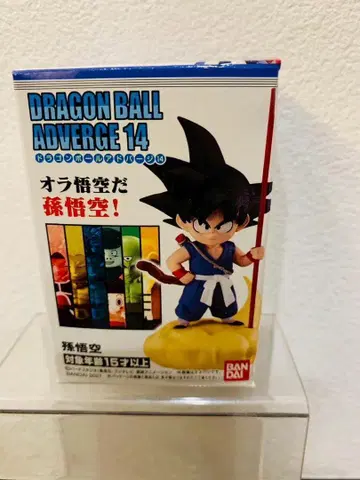 DRAGON BALL
ADVERGE 14
ドラゴンボールアドバージ14
オラ悟空だ
孫悟空!
孫悟空
対象年齢15才以上
BAN
DAI